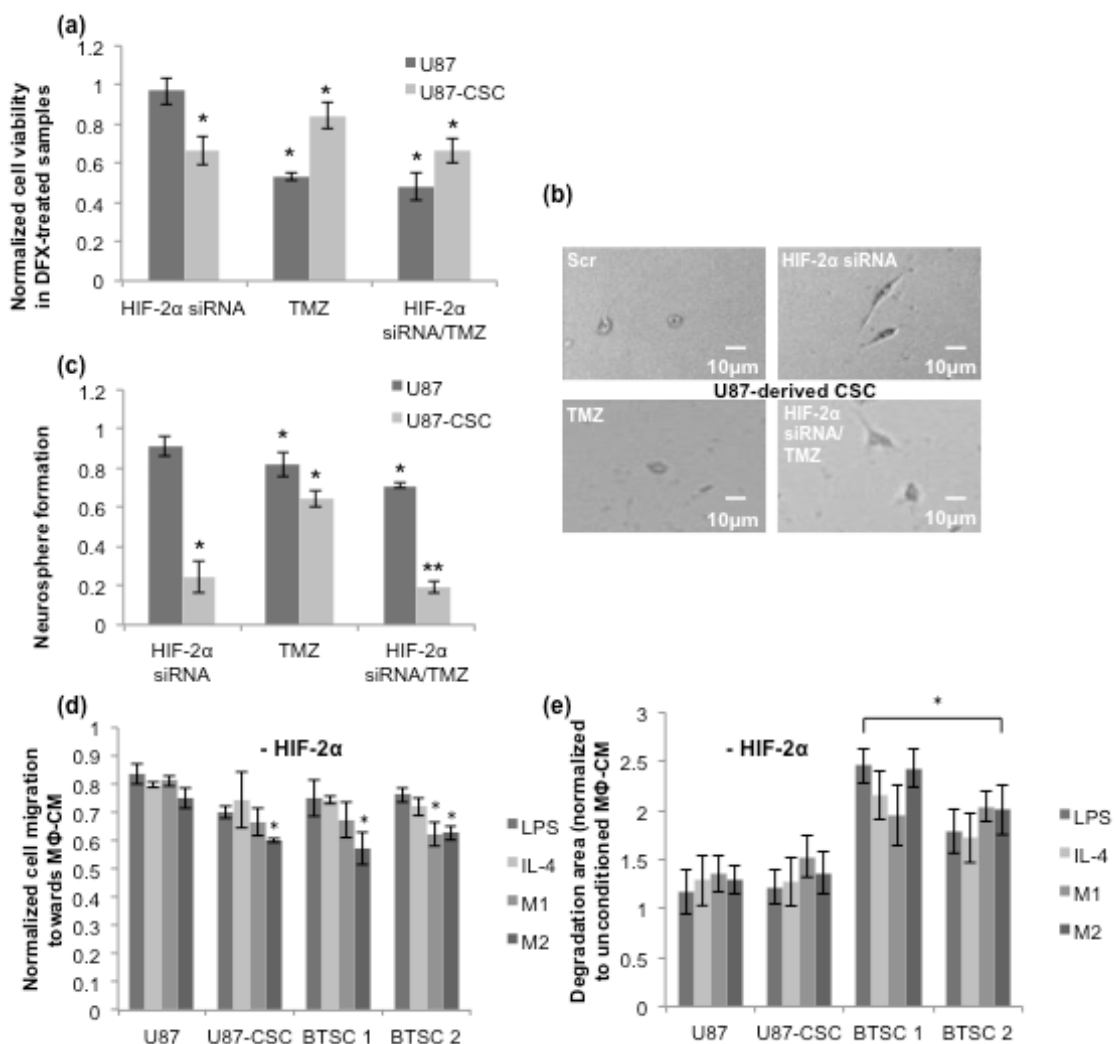 (a)
Normalized cell viability
in DFX-treated samples
1.2
1
0.8
0.6
0.4
0.2
0
U87
U87-CSC
*
*
*
*
*
HIF-2α siRNA
TMZ
HIF-2α
siRNA/TMZ
(b)
Scr
10μm
HIF-2α siRNA
10μm
U87-derived CSC
TMZ
10μm
HIF-2α
siRNA/
TMZ
10μm
(c)
Neurosphere formation
1.2
1
0.8
0.6
0.4
0.2
0
U87
U87-CSC
*
*
*
*
**
HIF-2α
siRNA
TMZ
HIF-2α
siRNA/TMZ
(d)
Normalized cell migration
towards MΦ-CM
1
0.9
0.8
0.7
0.6
0.5
0.4
0.3
0.2
0.1
0
- HIF-2α
*
*
*
*
U87
U87-CSC
BTSC 1
BTSC 2
LPS
IL-4
M1
M2
(e)
Degradation area (normalized
to unconditioned MΦ-CM
3
2.5
2
1.5
1
0.5
0
- HIF-2α
*
U87
U87-CSC
BTSC 1
BTSC 2
LPS
IL-4
M1
M2